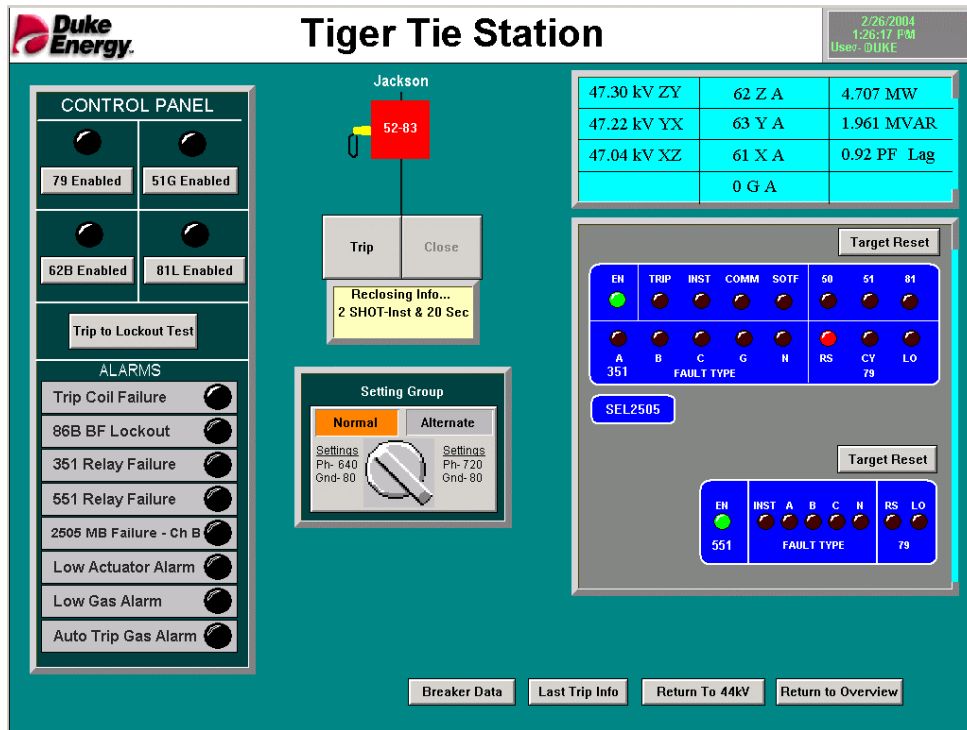 Duke Energy.
Tiger Tie Station
2/26/2004
1:26:17 PM
User- DUKE
CONTROL PANEL
79 Enabled
51G Enabled
62B Enabled
81L Enabled
Trip to Lockout Test
ALARMS
Trip Coil Failure
86B BF Lockout
351 Relay Failure
551 Relay Failure
2505 MB Failure - Ch B
Low Actuator Alarm
Low Gas Alarm
Auto Trip Gas Alarm
Jackson
52-83
Trip
Close
Reclosing Info...
2 SHOT-Inst & 20 Sec
Setting Group
Normal
Alternate
Settings
Ph- 640
Gnd- 80
Settings
Ph- 720
Gnd- 80
47.30 kV ZY 62 Z A 4.707 MW
47.22 kV YX 63 Y A 1.961 MVAR
47.04 kV XZ 61 X A 0.92 PF Lag
0 G A
Target Reset
EN TRIP INST COMM SOTF 50 51 81
A B C G N RS CY LO
351 FAULT TYPE 79
SEL2505
Target Reset
EN INST A B C N RS LO
551 FAULT TYPE 79
Breaker Data
Last Trip Info
Return To 44kV
Return to Overview